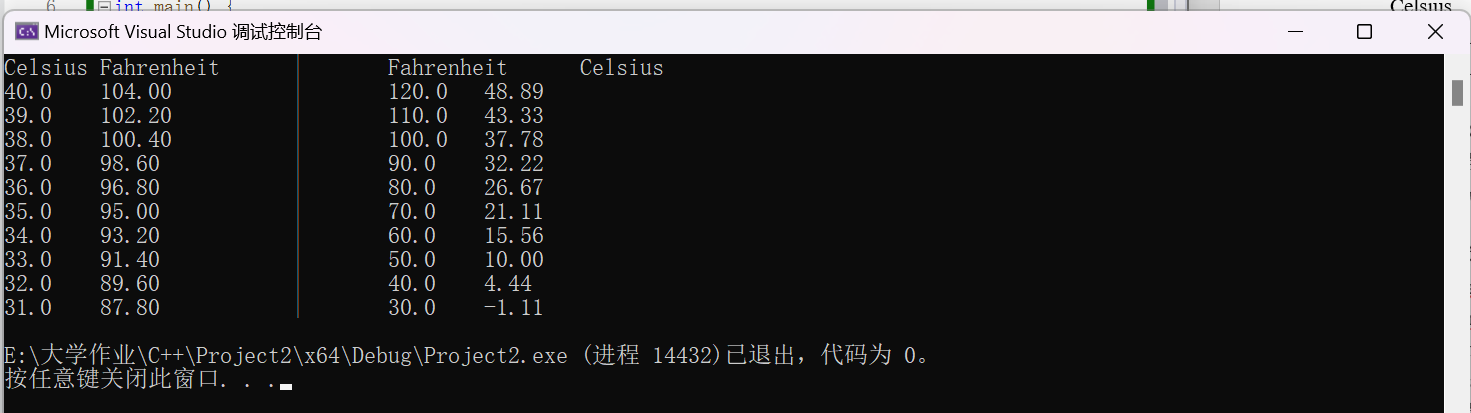 6 int main() {
Celsius
Microsoft Visual Studio 调试控制台
Celsius Fahrenheit Fahrenheit Celsius
40.0 104.00 120.0 48.89
39.0 102.20 110.0 43.33
38.0 100.40 100.0 37.78
37.0 98.60 90.0 32.22
36.0 96.80 80.0 26.67
35.0 95.00 70.0 21.11
34.0 93.20 60.0 15.56
33.0 91.40 50.0 10.00
32.0 89.60 40.0 4.44
31.0 87.80 30.0 -1.11
E:\大学作业\C++\Project2\x64\Debug\Project2.exe (进程 14432)已退出，代码为 0。
按任意键关闭此窗口. . .